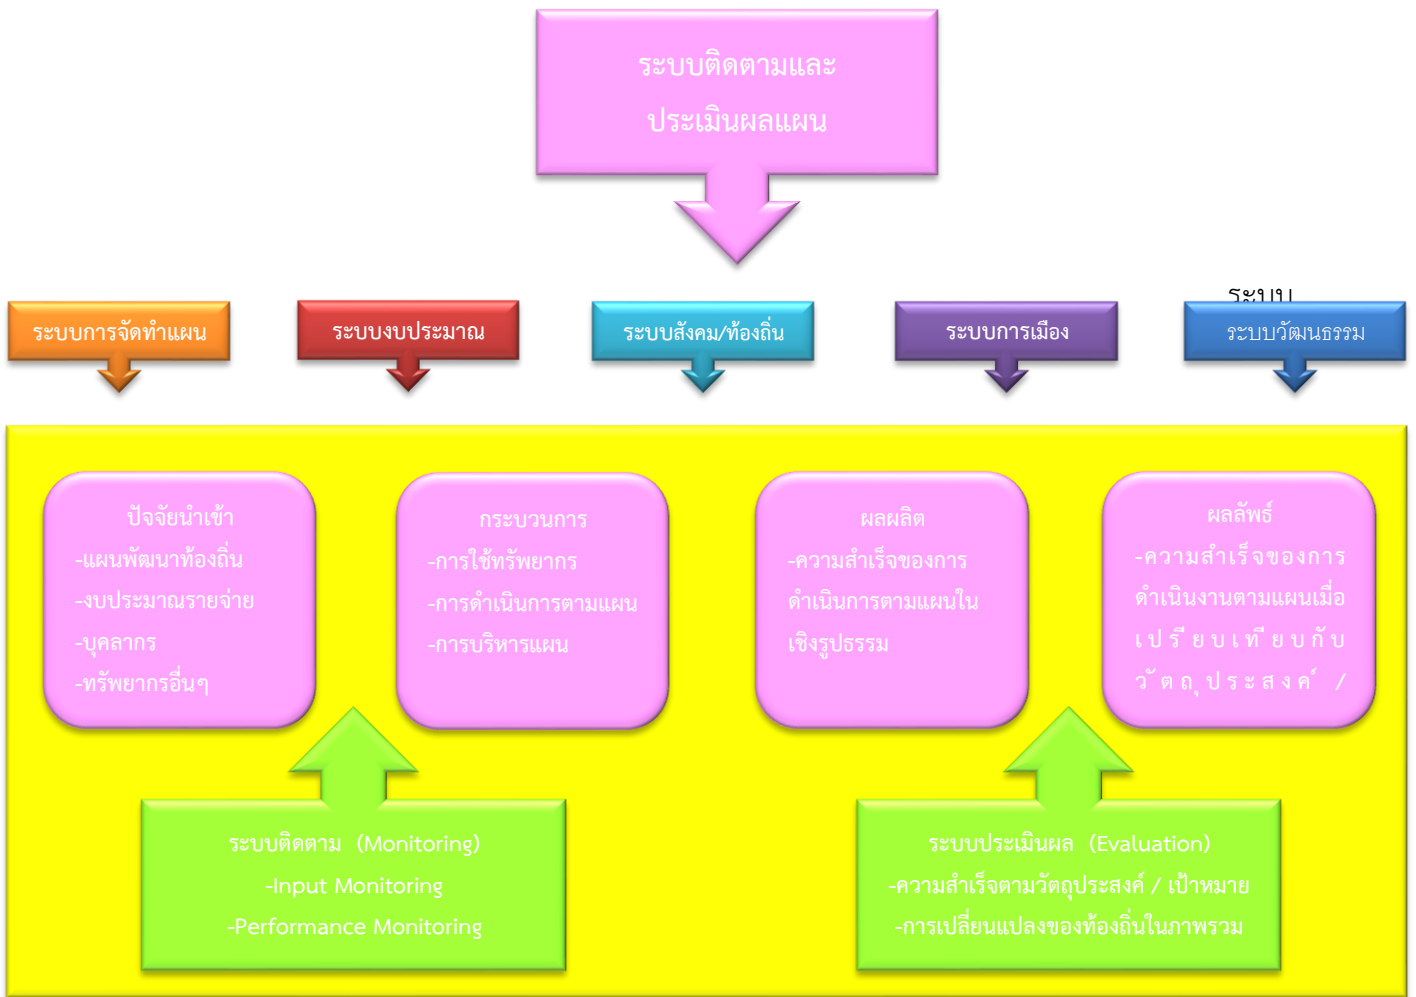 ระบบติดตามและ
ประเมินผลแผน
ระบบ
ระบบการจัดทำแผน
ระบบงบประมาณ
ระบบสังคม/ท้องถิ่น
ระบบการเมือง
ระบบวัฒนธรรม
ปัจจัยนำเข้า
-แผนพัฒนาท้องถิ่น
-งบประมาณรายจ่าย
-บุคลากร
-ทรัพยากรอื่นๆ
กระบวนการ
-การใช้ทรัพยากร
-การดำเนินการตามแผน
-การบริหารแผน
ผลผลิต
-ความสำเร็จของการ
ดำเนินการตามแผนใน
เชิงรูปธรรม
ผลลัพธ์
-ความสำเร็จของการ
ดำเนินงานตามแผนเมื่อ
เปรียบเทียบกับ
วัตถุประสงค์ /
ระบบติดตาม (Monitoring)
-Input Monitoring
-Performance Monitoring
ระบบประเมินผล (Evaluation)
-ความสำเร็จตามวัตถุประสงค์ / เป้าหมาย
-การเปลี่ยนแปลงของท้องถิ่นในภาพรวม